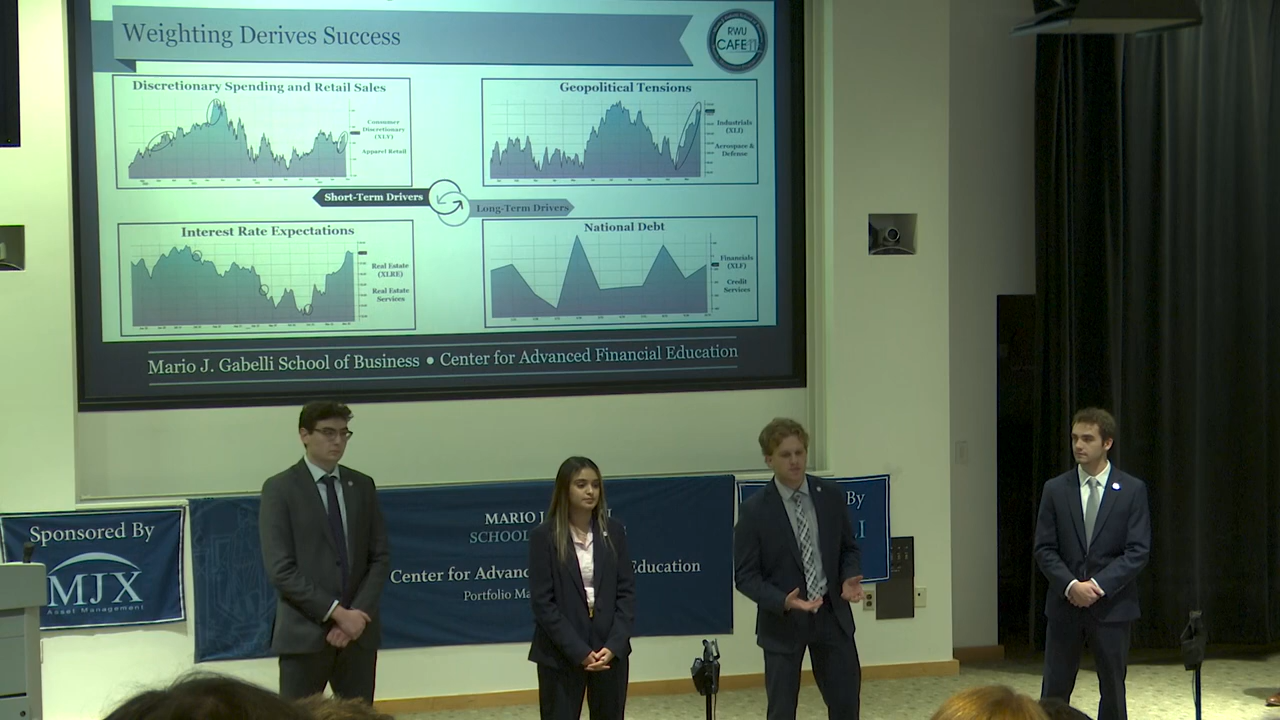 Weighting Derives Success
RWU
CAFE II
Discretionary Spending and Retail Sales
Consumer
Discretionary
(XLY)
Apparel Retail
Geopolitical Tensions
Industrials
(XLI)
Aerospace &
Defense
Short-Term Drivers
Long-Term Drivers
Interest Rate Expectations
Real Estate
(XLRE)
Real Estate
Services
National Debt
Financials
(XLF)
Credit
Services
Mario J. Gabelli School of Business • Center for Advanced Financial Education
Sponsored By
MJX
Asset Management
MARIO J.
SCHOOL
Center for Advanc Education
Portfolio Ma
By
LI